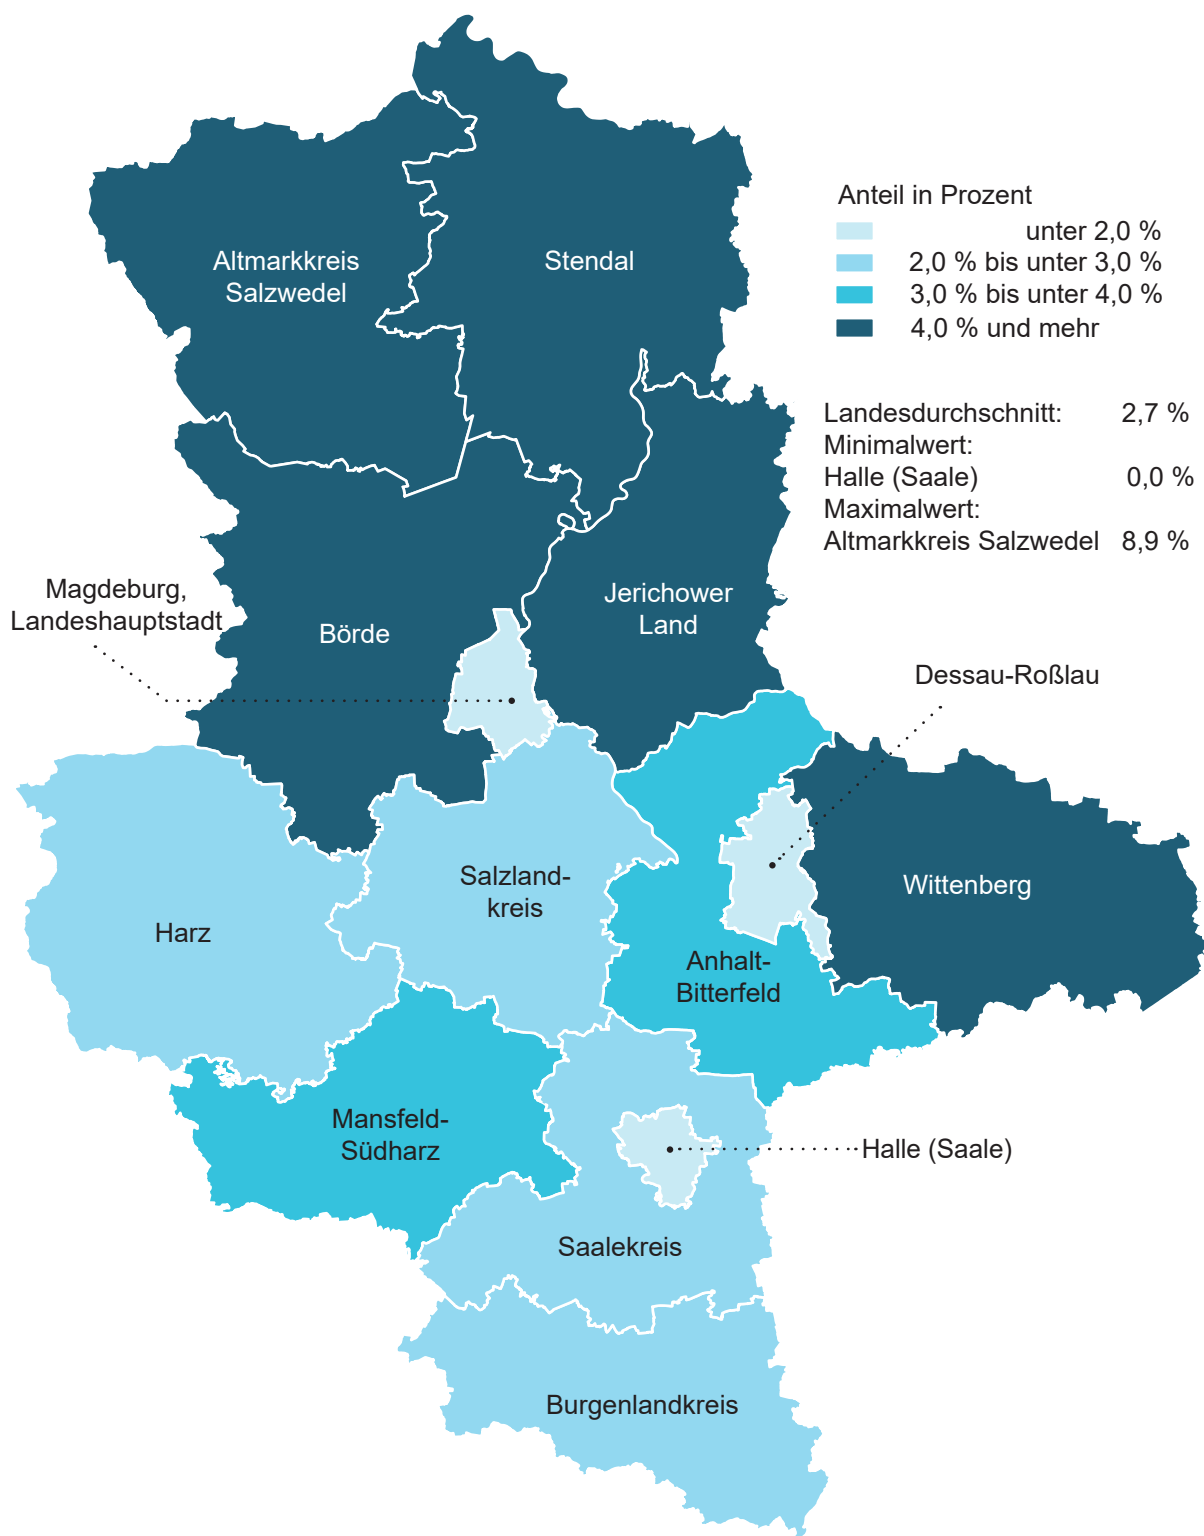 Anteil in Prozent
unter 2,0 %
2,0 % bis unter 3,0 %
3,0 % bis unter 4,0 %
4,0 % und mehr
Landesdurchschnitt: 2,7 %
Minimalwert:
Halle (Saale) 0,0 %
Maximalwert:
Altmarkkreis Salzwedel 8,9 %
Altmarkkreis
Salzwedel
Stendal
Magdeburg,
Landeshauptstadt
Börde
Jerichower
Land
Dessau-Roßlau
Wittenberg
Salzland-
kreis
Harz
Anhalt-
Bitterfeld
Mansfeld-
Südharz
Halle (Saale)
Saalekreis
Burgenlandkreis